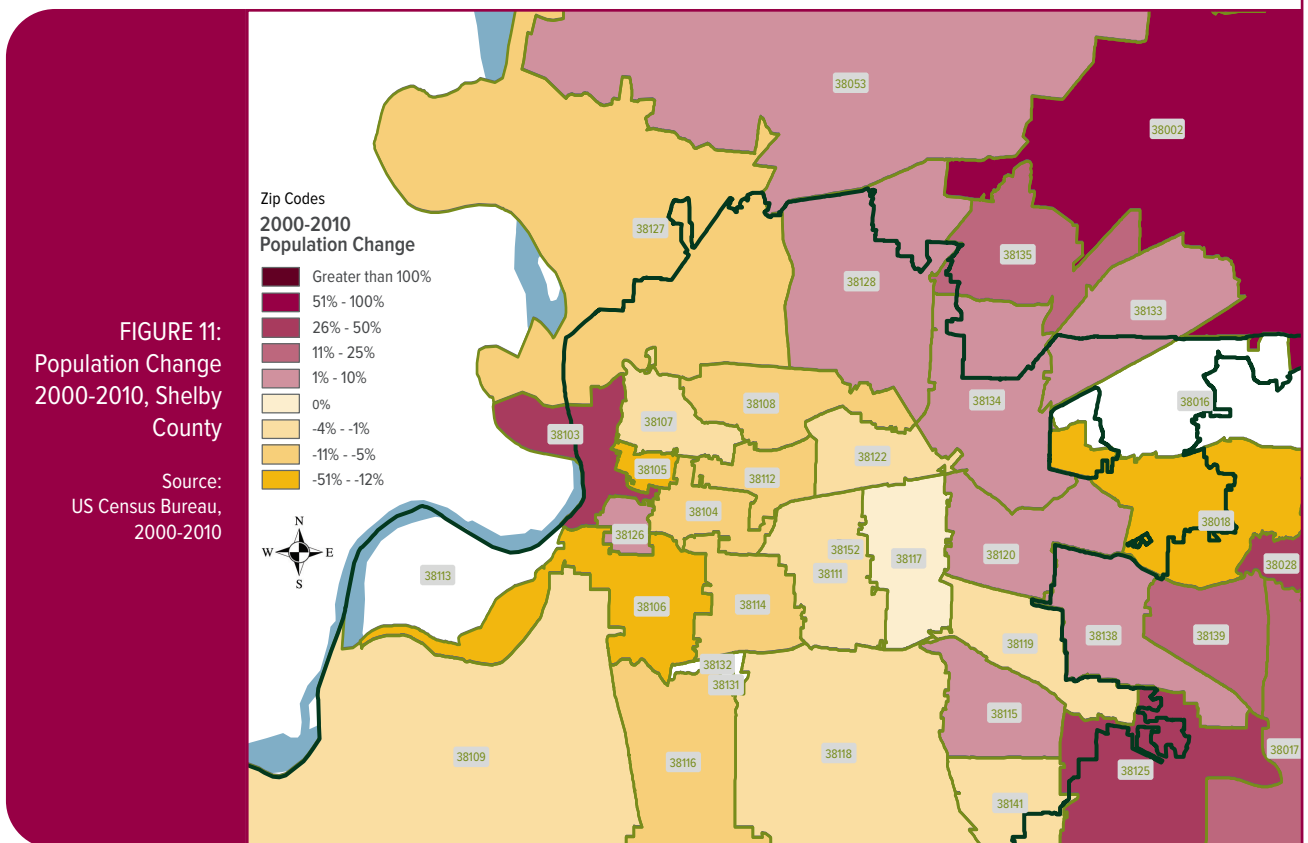 FIGURE 11:
Population Change
2000-2010, Shelby
County
Source:
US Census Bureau,
2000-2010
Zip Codes
2000-2010
Population Change
Greater than 100%
51% - 100%
26% - 50%
11% - 25%
1% - 10%
0%
-4% - -1%
-11% - -5%
-51% - -12%
N
W E
S
38053
38002
38127
38135
38128
38133
38016
38134
38108
38107
38103
38122
38105
38112
38104
38018
38126
38120
38152
38117
38028
38113
38111
38106
38114
38138
38139
38119
38132
38131
38115
38109
38116
38118
38017
38125
38141